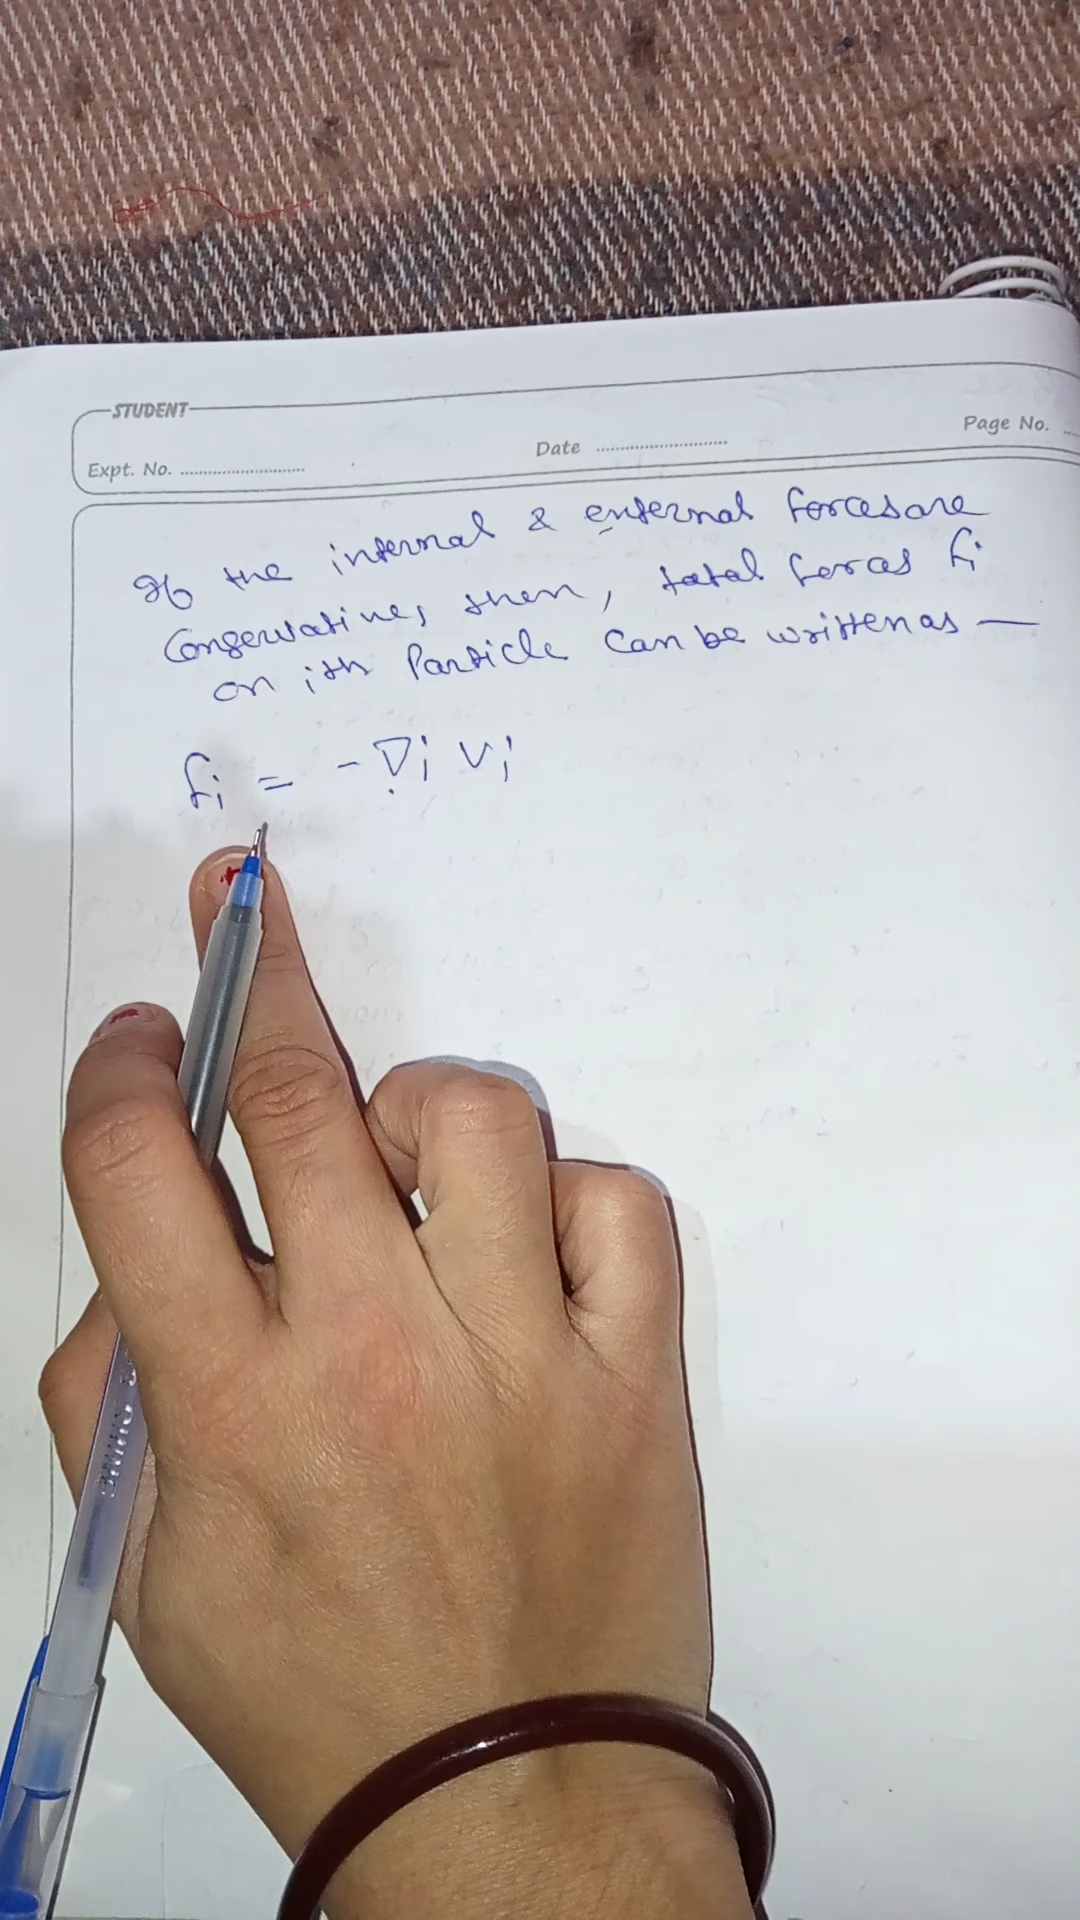 STUDENT
Page No.
Date
Expt. No.
If the internal & external forces are
Conservative, then, total forces Fi
on ith Particle Can be written as —
Fi = - ∇i Vi